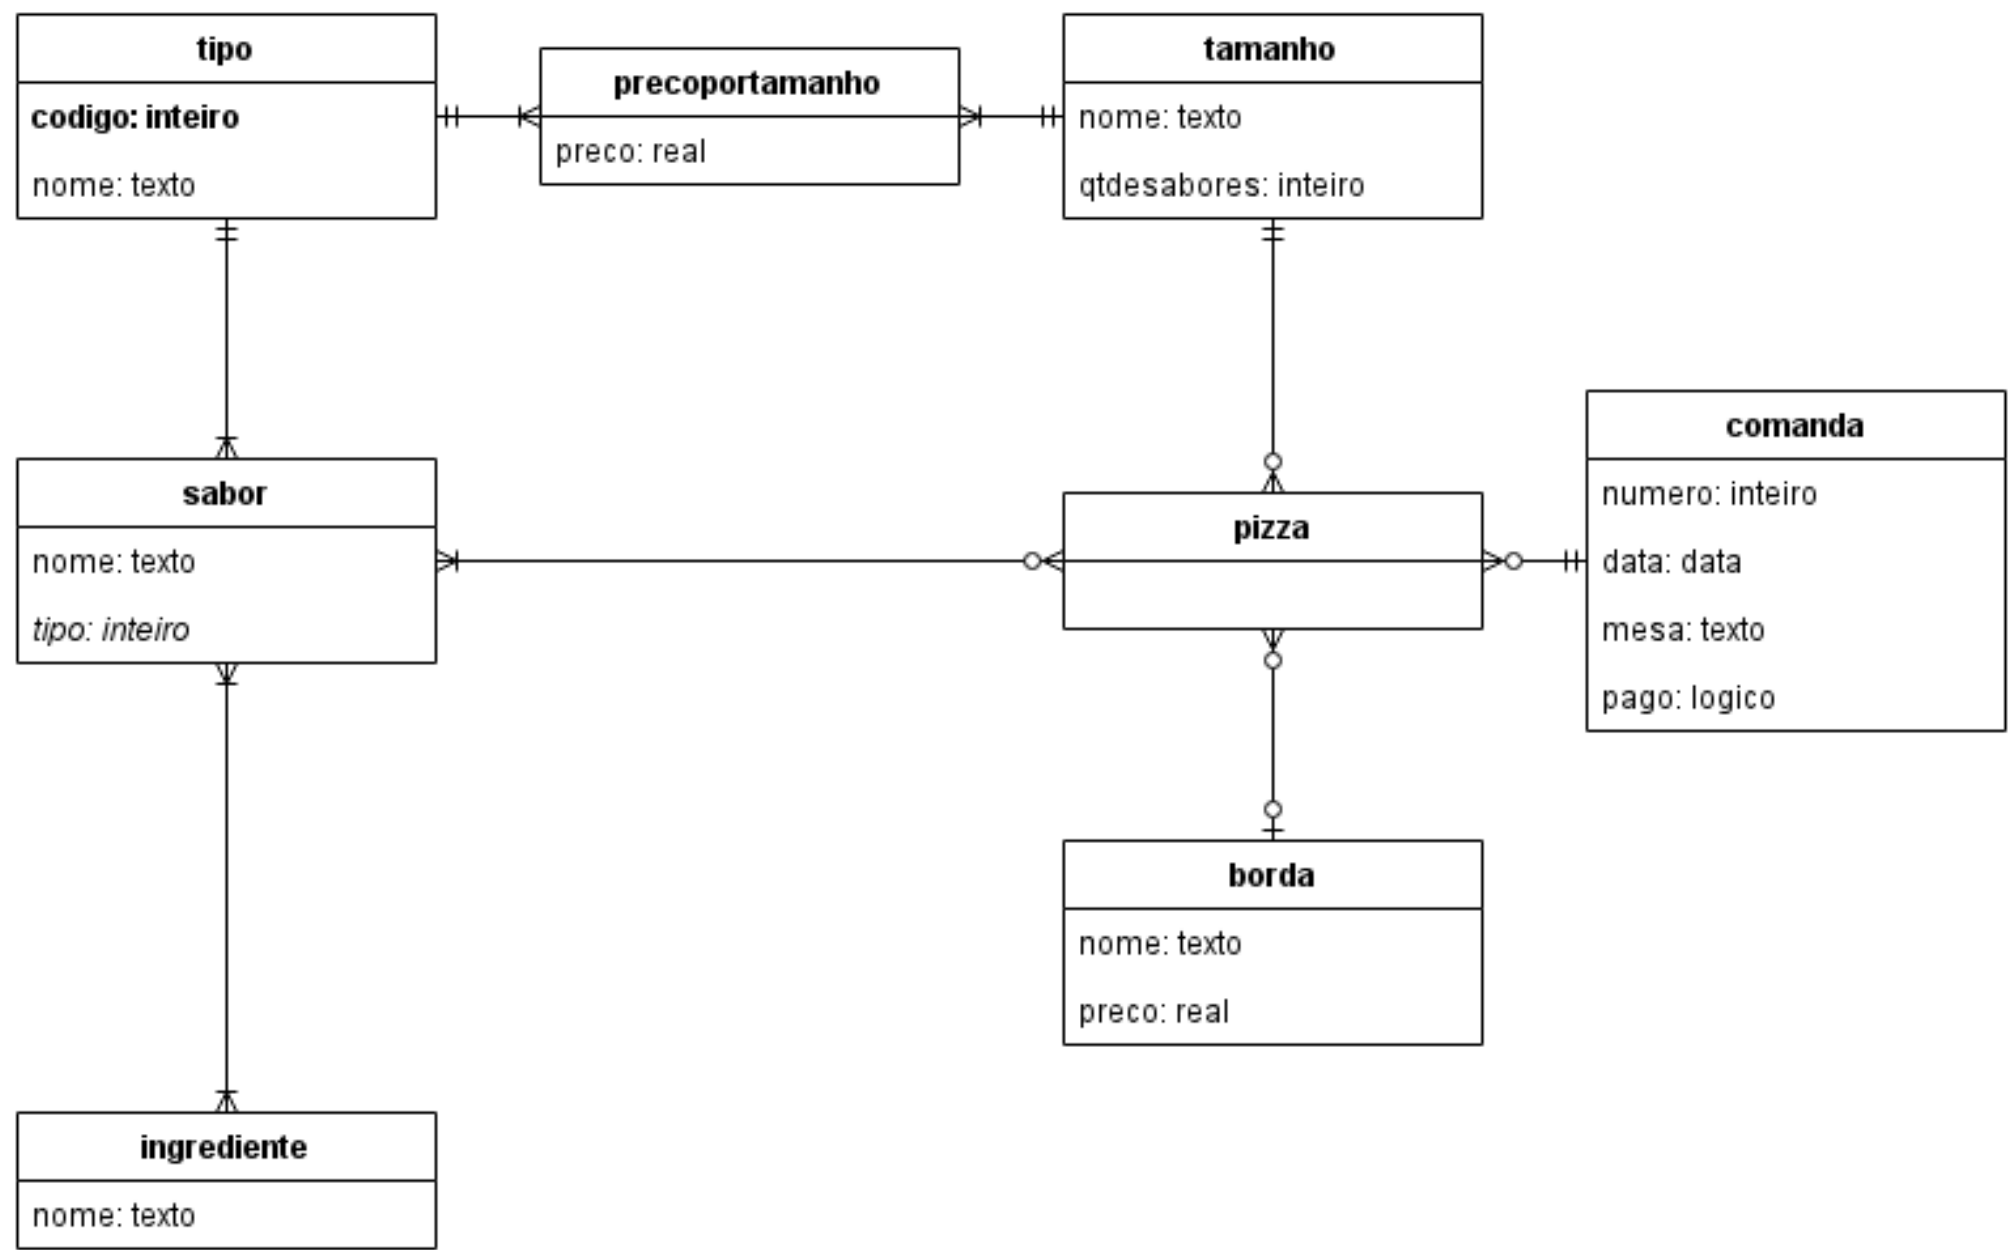 tipo
codigo: inteiro
nome: texto
precoportamanho
preco: real
tamanho
nome: texto
qtdesabores: inteiro
sabor
nome: texto
tipo: inteiro
pizza
comanda
numero: inteiro
data: data
mesa: texto
pago: logico
borda
nome: texto
preco: real
ingrediente
nome: texto